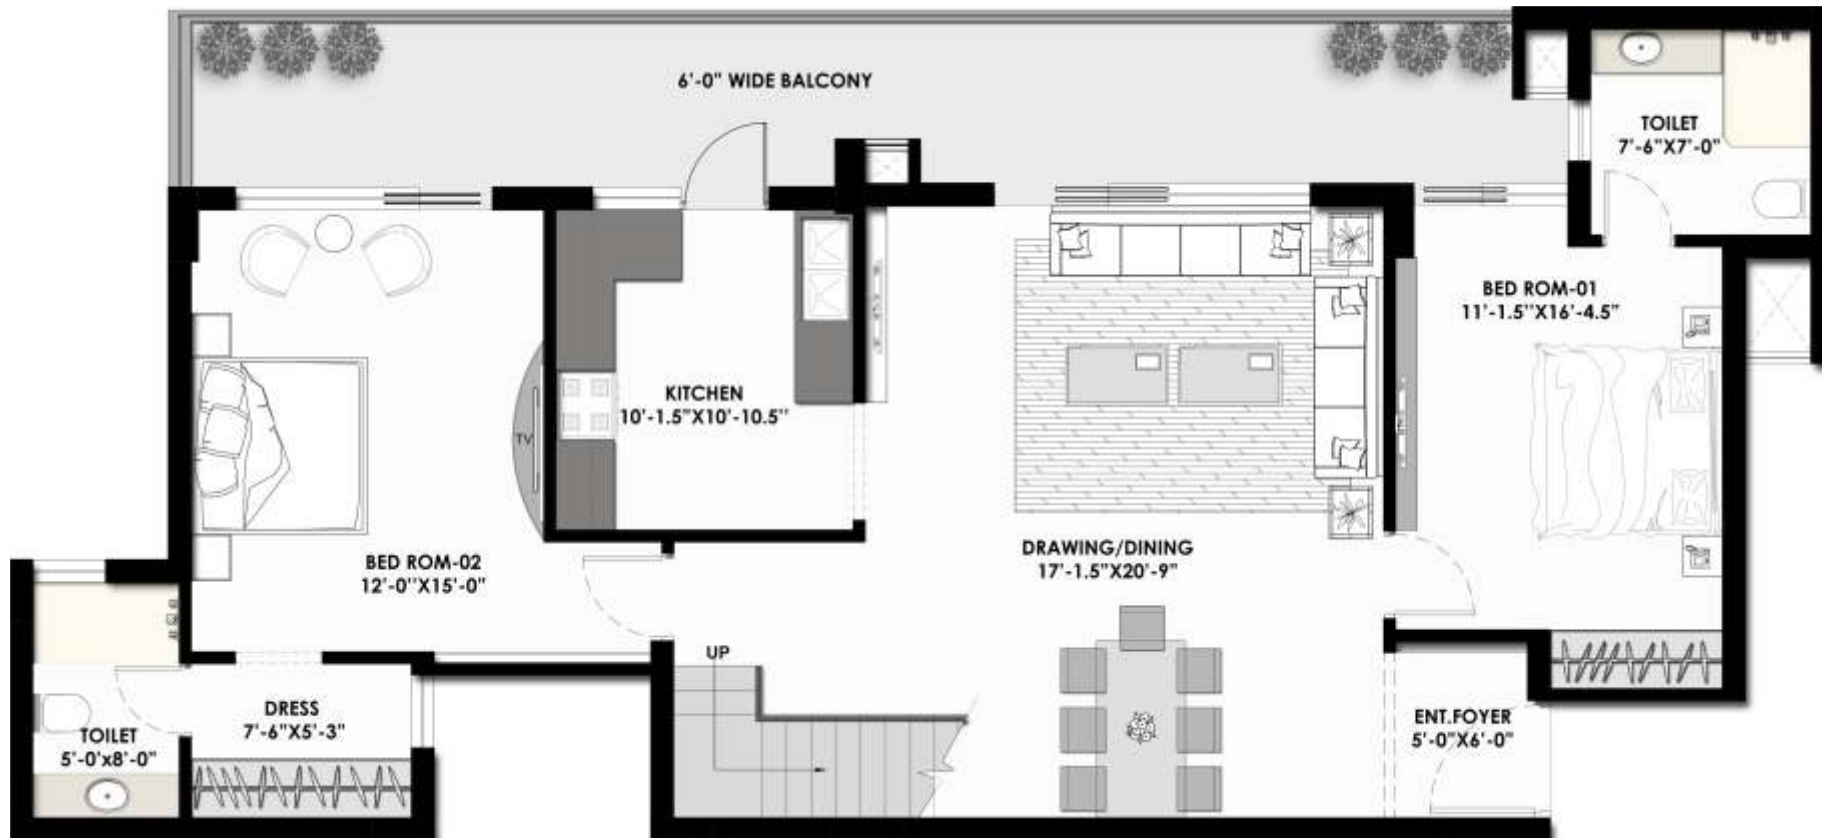 6'-0" WIDE BALCONY
TOILET
7'-6"X7'-0"
BED ROM-01
11'-1.5"X16'-4.5"
KITCHEN
10'-1.5"X10'-10.5"
TV
DRAWING/DINING
17'-1.5"X20'-9"
BED ROM-02
12'-0"X15'-0"
UP
DRESS
7'-6"X5'-3"
TOILET
5'-0'x8'-0"
ENT.FOYER
5'-0"X6'-0"